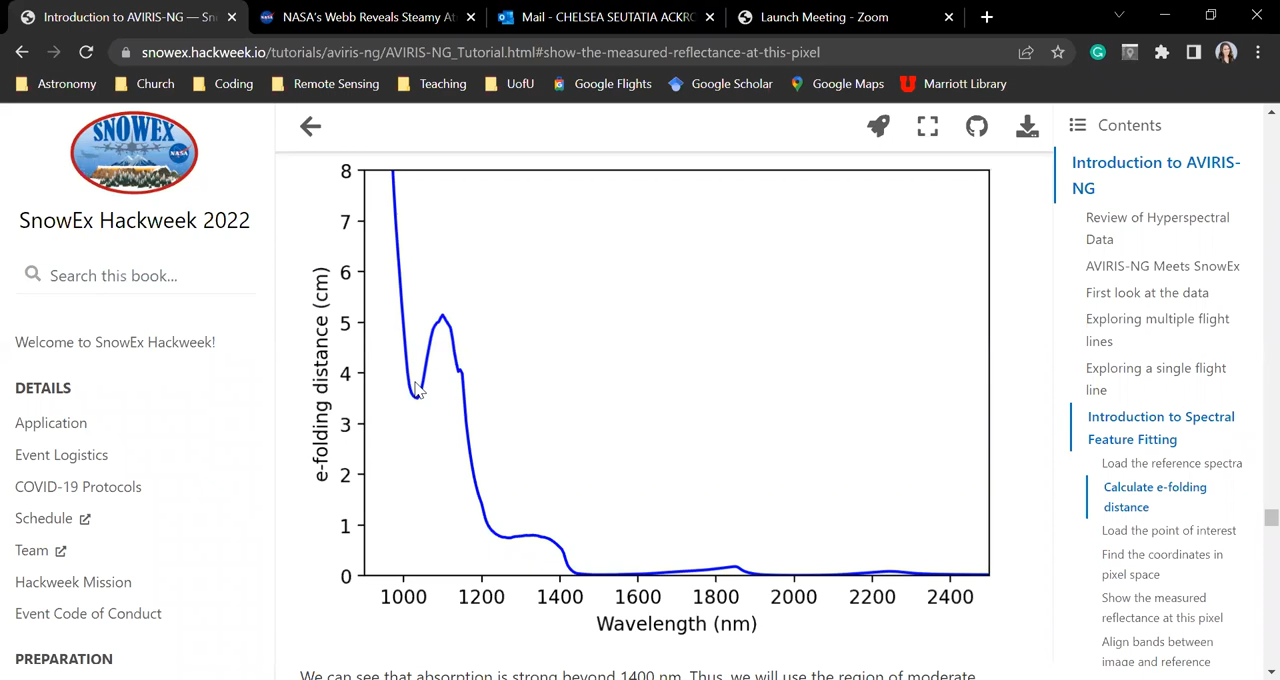 Introduction to AVIRIS-NG — Sn
NASA's Webb Reveals Steamy At
Mail - CHELSEA SEUTATIA ACKRO
Launch Meeting - Zoom
snowex.hackweek.io/tutorials/aviris-ng/AVIRIS-NG_Tutorial.html#show-the-measured-reflectance-at-this-pixel
Astronomy
Church
Coding
Remote Sensing
Teaching
UofU
Google Flights
Google Scholar
Google Maps
Marriott Library
SNOWEX
NASA
SnowEx Hackweek 2022
Search this book...
Welcome to SnowEx Hackweek!
DETAILS
Application
Event Logistics
COVID-19 Protocols
Schedule
Team
Hackweek Mission
Event Code of Conduct
PREPARATION
8
7
6
5
4
3
2
1
0
e-folding distance (cm)
1000 1200 1400 1600 1800 2000 2200 2400
Wavelength (nm)
We can see that absorption is strong beyond 1400 nm. Thus, we will use the region of moderate
Contents
Introduction to AVIRIS-
NG
Review of Hyperspectral
Data
AVIRIS-NG Meets SnowEx
First look at the data
Exploring multiple flight
lines
Exploring a single flight
line
Introduction to Spectral
Feature Fitting
Load the reference spectra
Calculate e-folding
distance
Load the point of interest
Find the coordinates in
pixel space
Show the measured
reflectance at this pixel
Align bands between
image and reference